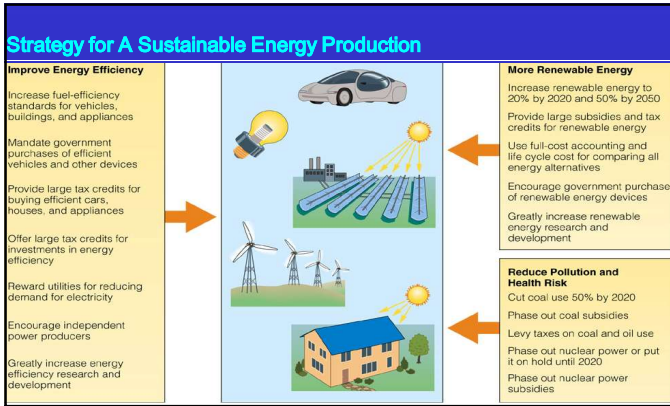 Strategy for A Sustainable Energy Production
Improve Energy Efficiency
Increase fuel-efficiency
standards for vehicles,
buildings, and appliances
Mandate government
purchases of efficient
vehicles and other devices
Provide large tax credits for
buying efficient cars,
houses, and appliances
Offer large tax credits for
investments in energy
efficiency
Reward utilities for reducing
demand for electricity
Encourage independent
power producers
Greatly increase energy
efficiency research and
development
More Renewable Energy
Increase renewable energy to
20% by 2020 and 50% by 2050
Provide large subsidies and tax
credits for renewable energy
Use full-cost accounting and
life cycle cost for comparing all
energy alternatives
Encourage government purchase
of renewable energy devices
Greatly increase renewable
energy research and
development
Reduce Pollution and
Health Risk
Cut coal use 50% by 2020
Phase out coal subsidies
Levy taxes on coal and oil use
Phase out nuclear power or put
it on hold until 2020
Phase out nuclear power
subsidies